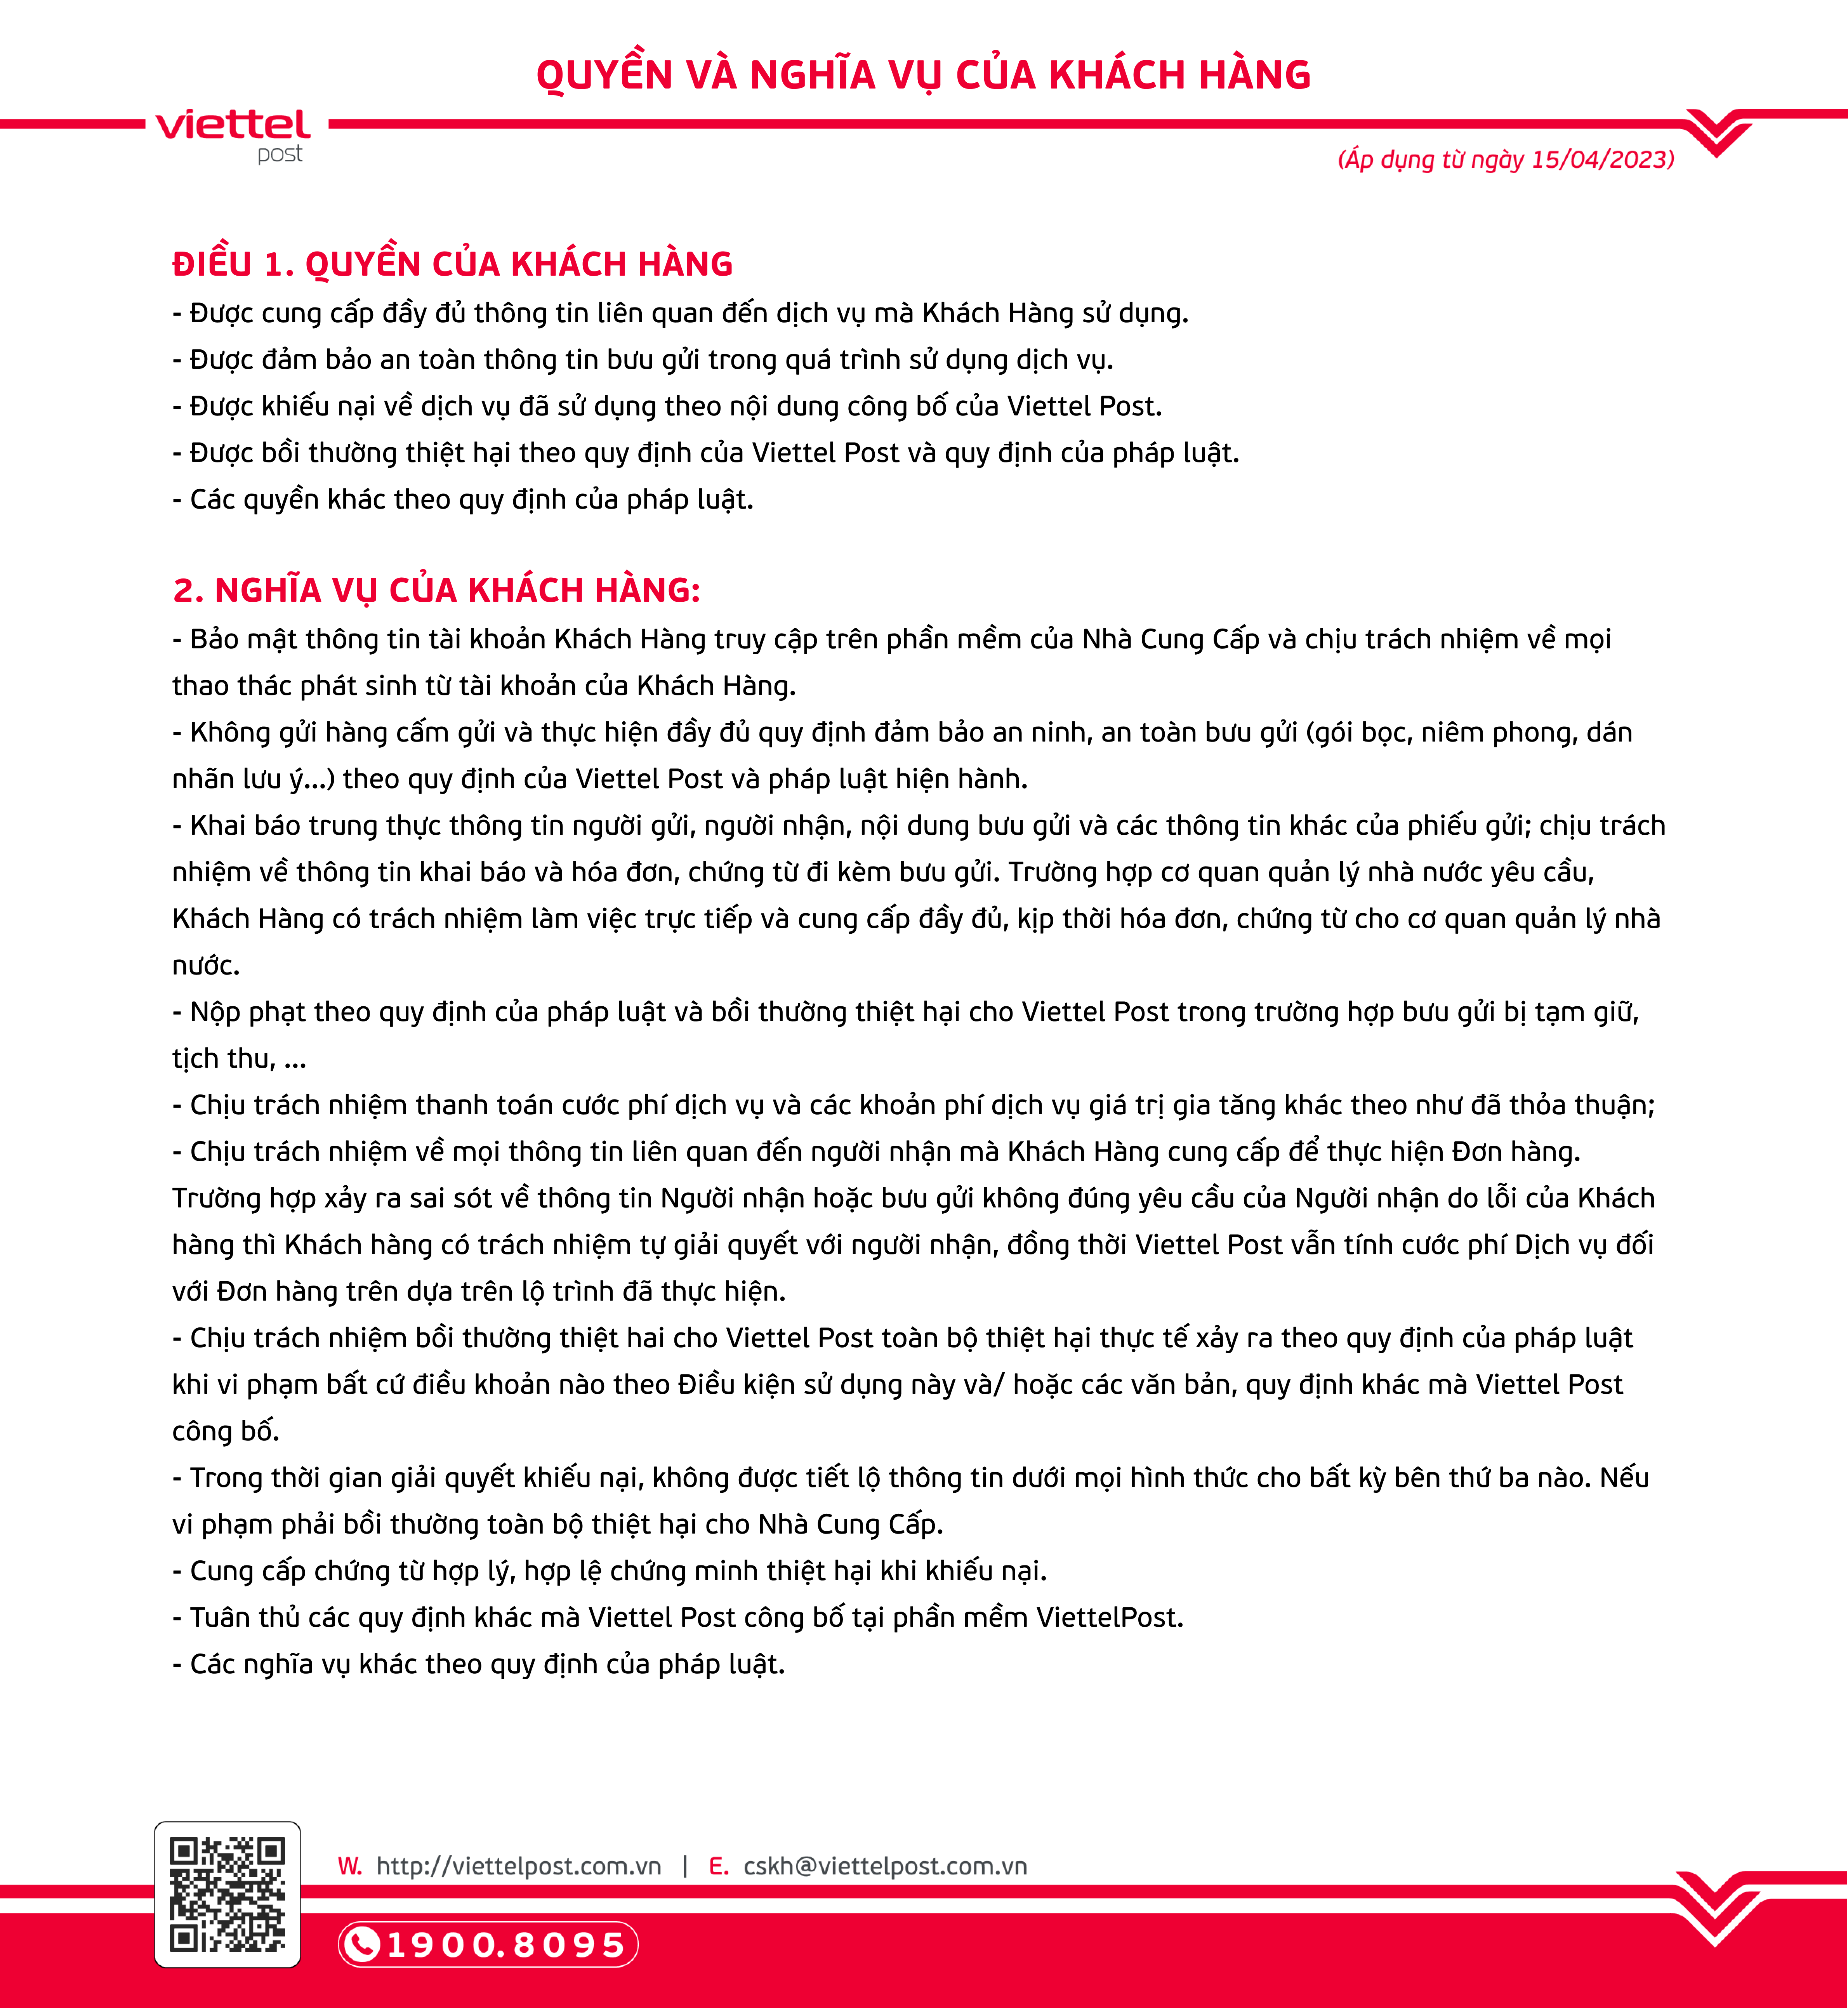 QUYỀN VÀ NGHĨA VỤ CỦA KHÁCH HÀNG
viettel
post
(Áp dụng từ ngày 15/04/2023)
ĐIỀU 1. QUYỀN CỦA KHÁCH HÀNG
- Được cung cấp đầy đủ thông tin liên quan đến dịch vụ mà Khách Hàng sử dụng.
- Được đảm bảo an toàn thông tin bưu gửi trong quá trình sử dụng dịch vụ.
- Được khiếu nại về dịch vụ đã sử dụng theo nội dung công bố của Viettel Post.
- Được bồi thường thiệt hại theo quy định của Viettel Post và quy định của pháp luật.
- Các quyền khác theo quy định của pháp luật.
2. NGHĨA VỤ CỦA KHÁCH HÀNG:
- Bảo mật thông tin tài khoản Khách Hàng truy cập trên phần mềm của Nhà Cung Cấp và chịu trách nhiệm về mọi
thao thác phát sinh từ tài khoản của Khách Hàng.
- Không gửi hàng cấm gửi và thực hiện đầy đủ quy định đảm bảo an ninh, an toàn bưu gửi (gói bọc, niêm phong, dán
nhãn lưu ý...) theo quy định của Viettel Post và pháp luật hiện hành.
- Khai báo trung thực thông tin người gửi, người nhận, nội dung bưu gửi và các thông tin khác của phiếu gửi; chịu trách
nhiệm về thông tin khai báo và hóa đơn, chứng từ đi kèm bưu gửi. Trường hợp cơ quan quản lý nhà nước yêu cầu,
Khách Hàng có trách nhiệm làm việc trực tiếp và cung cấp đầy đủ, kịp thời hóa đơn, chứng từ cho cơ quan quản lý nhà
nước.
- Nộp phạt theo quy định của pháp luật và bồi thường thiệt hại cho Viettel Post trong trường hợp bưu gửi bị tạm giữ,
tịch thu, ...
- Chịu trách nhiệm thanh toán cước phí dịch vụ và các khoản phí dịch vụ giá trị gia tăng khác theo như đã thỏa thuận;
- Chịu trách nhiệm về mọi thông tin liên quan đến người nhận mà Khách Hàng cung cấp để thực hiện Đơn hàng.
Trường hợp xảy ra sai sót về thông tin Người nhận hoặc bưu gửi không đúng yêu cầu của Người nhận do lỗi của Khách
hàng thì Khách hàng có trách nhiệm tự giải quyết với người nhận, đồng thời Viettel Post vẫn tính cước phí Dịch vụ đối
với Đơn hàng trên dựa trên lộ trình đã thực hiện.
- Chịu trách nhiệm bồi thường thiệt hai cho Viettel Post toàn bộ thiệt hại thực tế xảy ra theo quy định của pháp luật
khi vi phạm bất cứ điều khoản nào theo Điều kiện sử dụng này và/ hoặc các văn bản, quy định khác mà Viettel Post
công bố.
- Trong thời gian giải quyết khiếu nại, không được tiết lộ thông tin dưới mọi hình thức cho bất kỳ bên thứ ba nào. Nếu
vi phạm phải bồi thường toàn bộ thiệt hại cho Nhà Cung Cấp.
- Cung cấp chứng từ hợp lý, hợp lệ chứng minh thiệt hại khi khiếu nại.
- Tuân thủ các quy định khác mà Viettel Post công bố tại phần mềm ViettelPost.
- Các nghĩa vụ khác theo quy định của pháp luật.
W. http://viettelpost.com.vn | E. cskh@viettelpost.com.vn
1900.8095